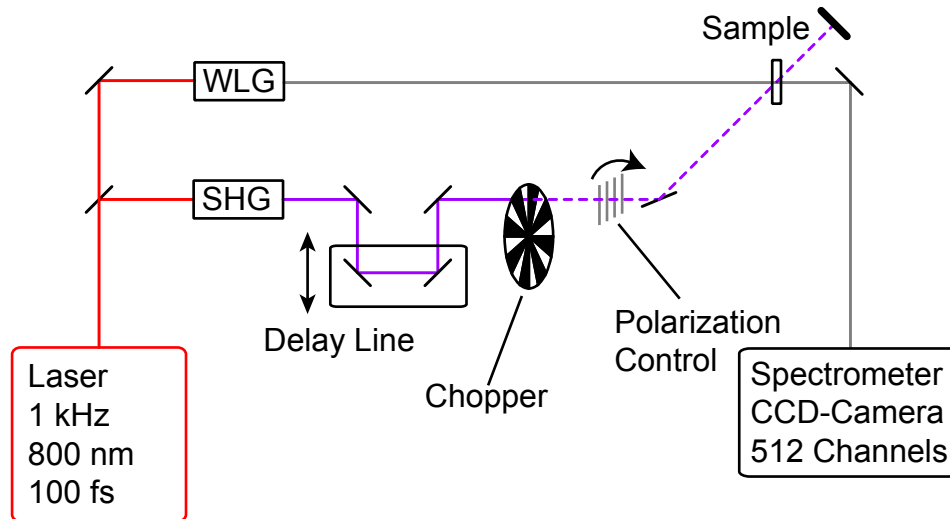 Sample
WLG
SHG
Delay Line
Chopper
Polarization
Control
Laser
1 kHz
800 nm
100 fs
Spectrometer
CCD-Camera
512 Channels